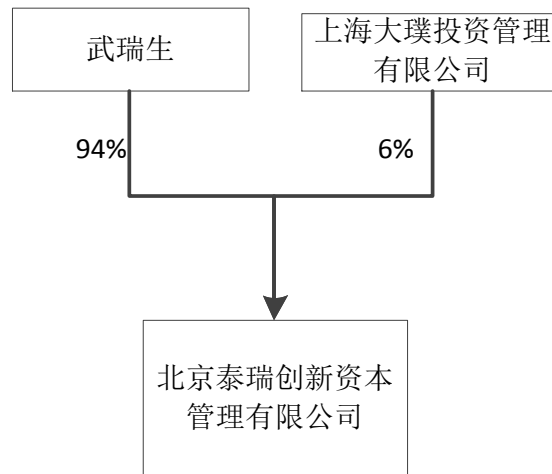 武瑞生
上海大璞投资管理
有限公司
94%
6%
北京泰瑞创新资本
管理有限公司